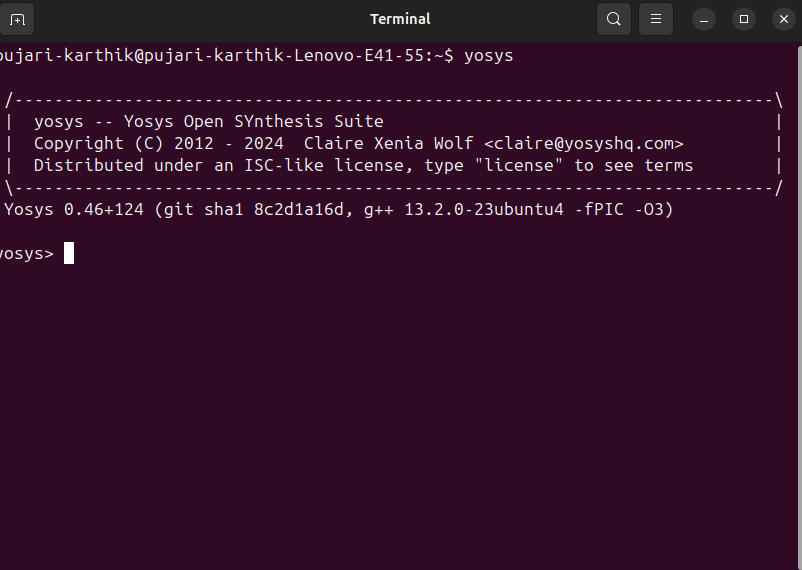 Terminal
pujari-karthik@pujari-karthik-Lenovo-E41-55:~$ yosys
/----------------------------------------------------------------------------\
| yosys -- Yosys Open SYnthesis Suite |
| Copyright (C) 2012 - 2024 Claire Xenia Wolf <claire@yosyshq.com> |
| Distributed under an ISC-like license, type "license" to see terms |
\----------------------------------------------------------------------------/
Yosys 0.46+124 (git sha1 8c2d1a16d, g++ 13.2.0-23ubuntu4 -fPIC -O3)
yosys>